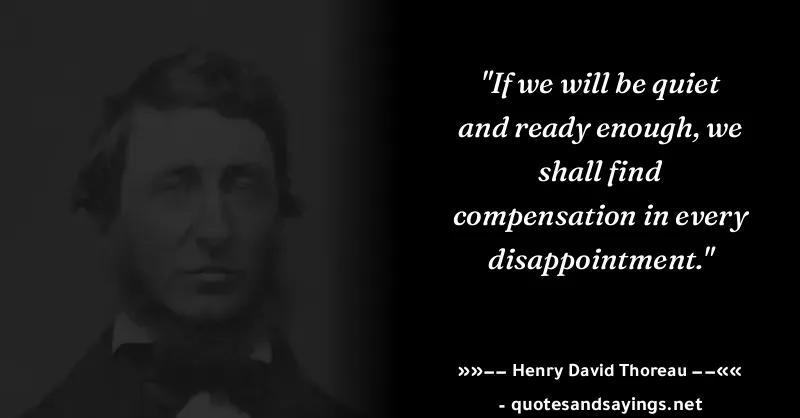 "If we will be quiet
and ready enough, we
shall find
compensation in every
disappointment."
»»−− Henry David Thoreau −−««
- quotesandsayings.net